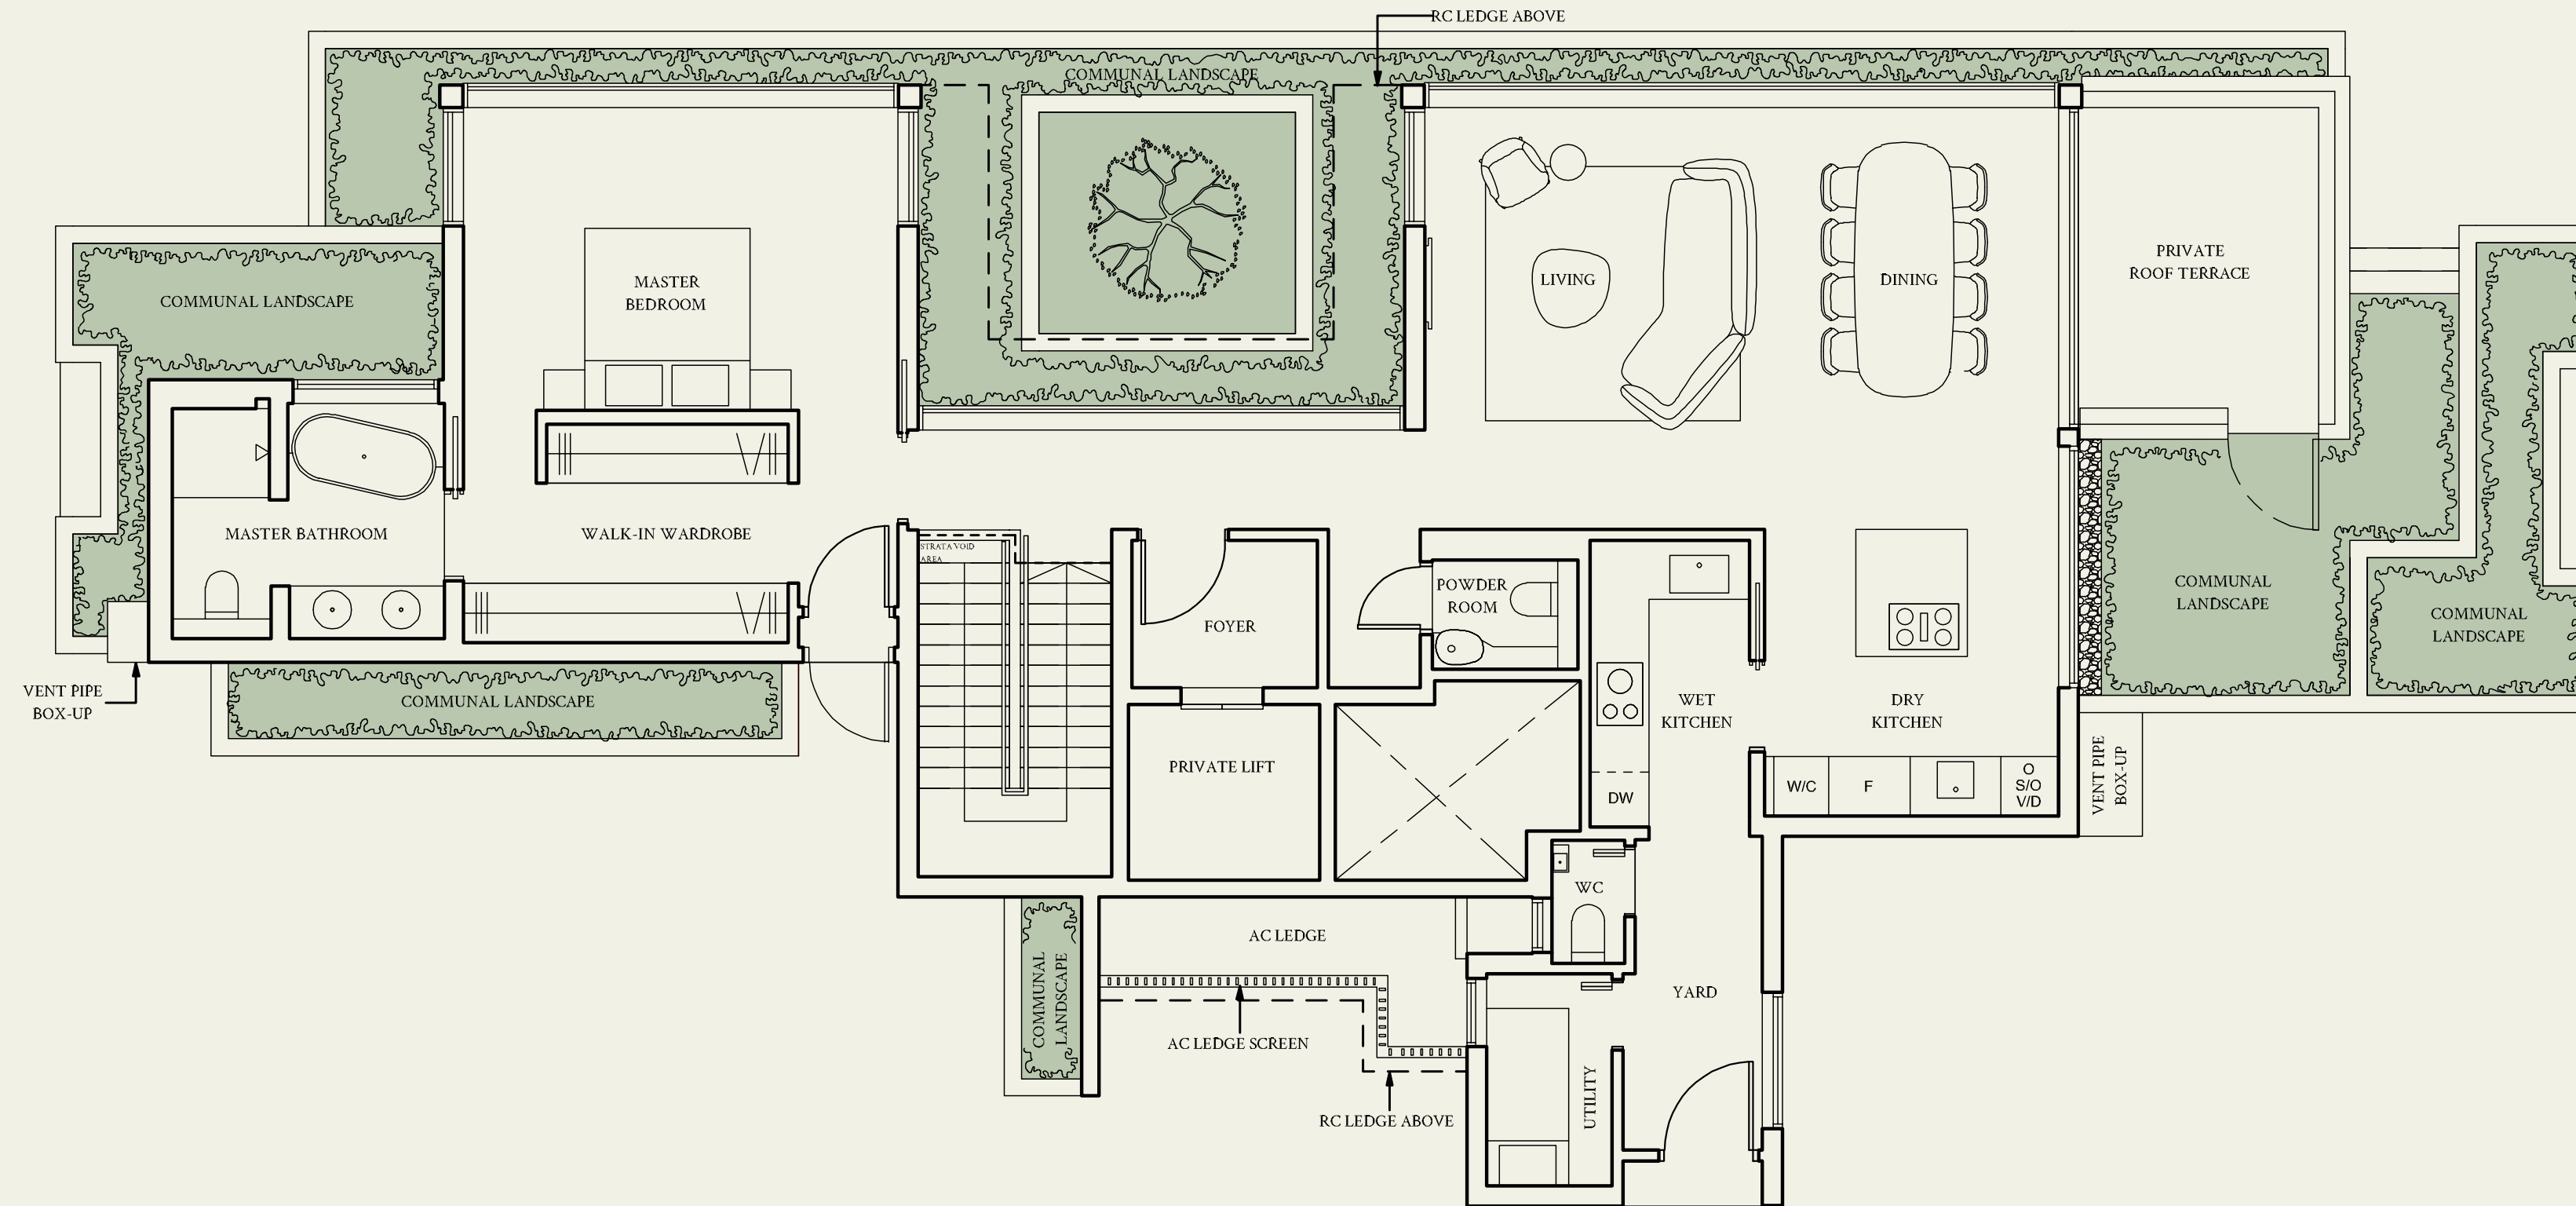 RC LEDGE ABOVE
COMMUNAL LANDSCAPE
PRIVATE
ROOF TERRACE
COMMUNAL LANDSCAPE
MASTER
BEDROOM
LIVING
DINING
MASTER BATHROOM
WALK-IN WARDROBE
STRATA VOID
AREA
FOYER
POWDER
ROOM
COMMUNAL
LANDSCAPE
COMMUNAL
LANDSCAPE
VENT PIPE
BOX-UP
COMMUNAL LANDSCAPE
WET
KITCHEN
DRY
KITCHEN
PRIVATE LIFT
DW
W/C
F
O
S/O
V/D
VENT PIPE
BOX-UP
WC
AC LEDGE
COMMUNAL
LANDSCAPE
YARD
AC LEDGE SCREEN
UTILITY
RC LEDGE ABOVE